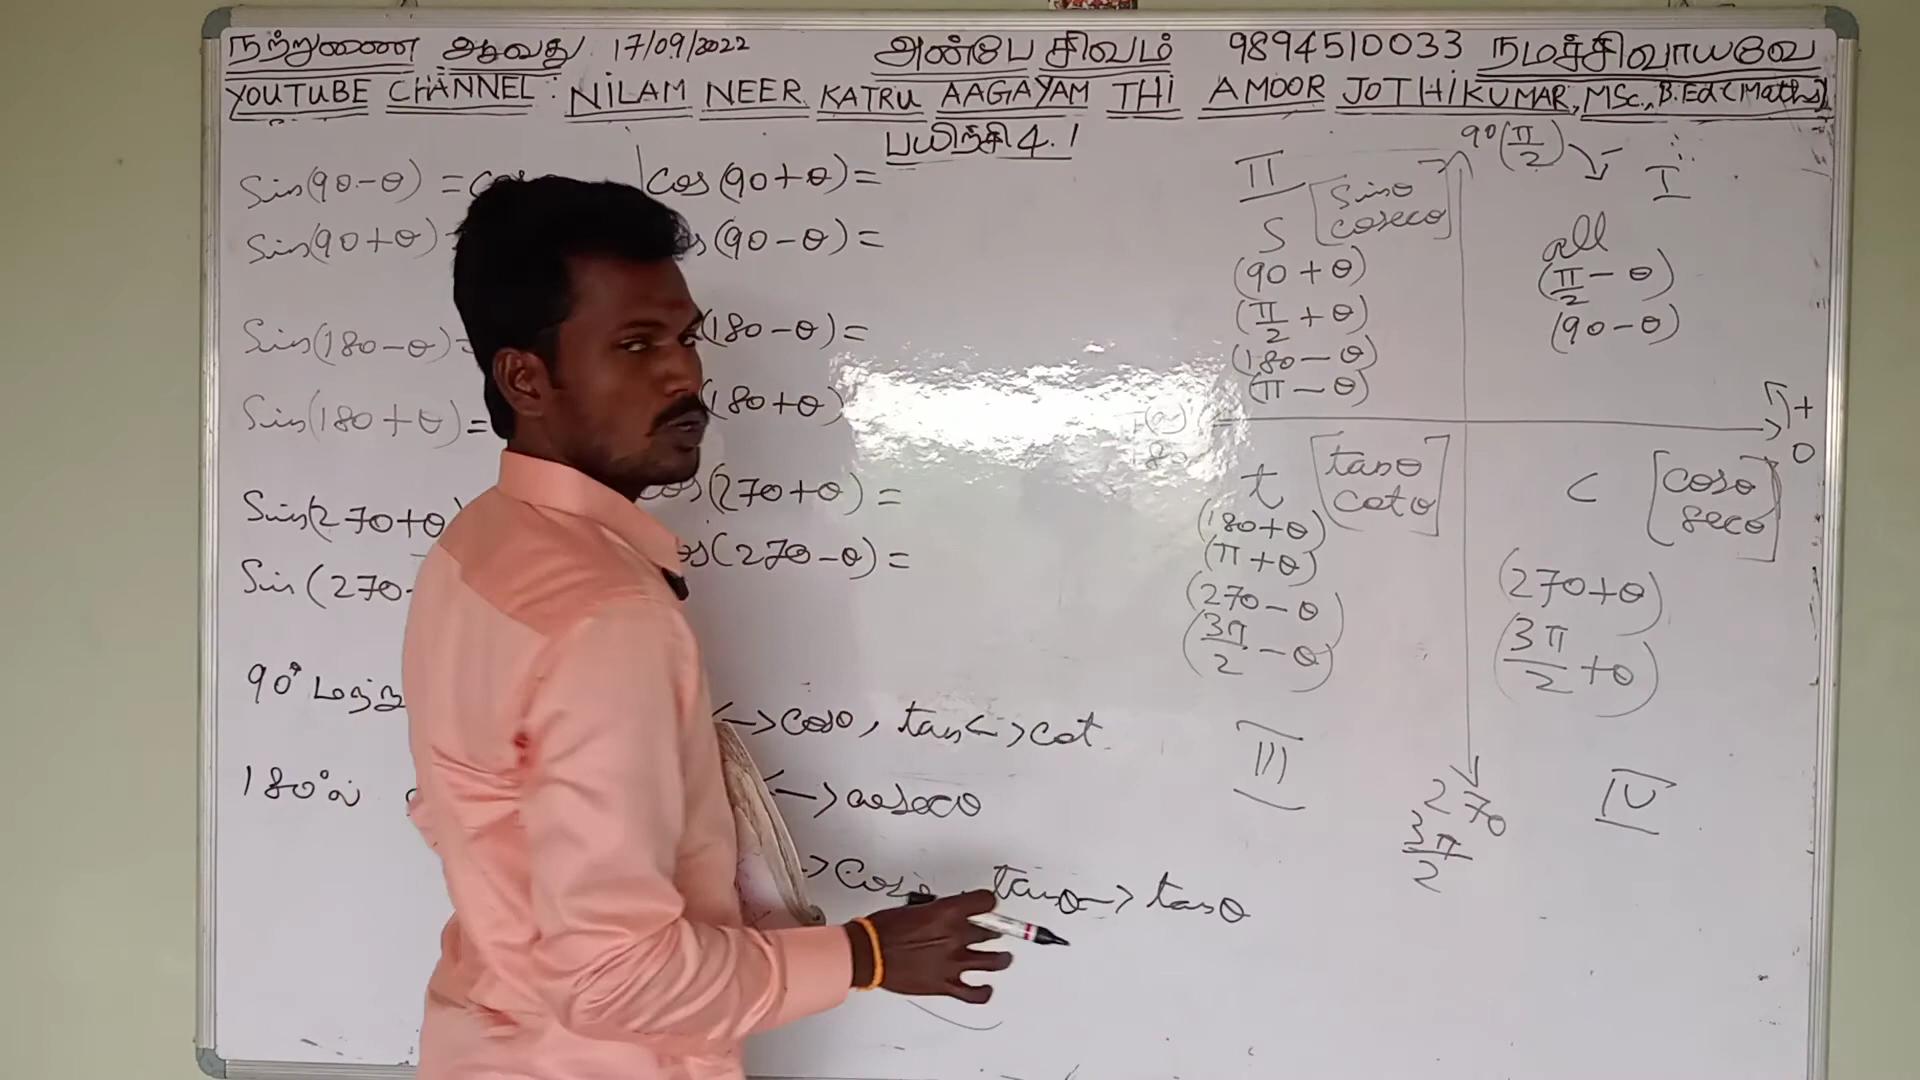 நற்றுணை ஆவது 17/09/2022 அன்பே சிவம் 9894510033 நமச்சிவாயவே
YOUTUBE CHANNEL : NILAM NEER KATRU AAGAYAM THI AMOOR JOTHIKUMAR, MSc., B.Ed (Maths)
பயிற்சி 4.1
Sin(90-θ) =
Sin(90+θ)
Sin(180-θ)=
Sin(180+θ)=
Sin(270+θ
Sin (270-
90°
180°ல்
cos(90+θ)=
(90-θ)=
(180-θ)=
(180+θ)
(270+θ) =
(270-θ)=
<-> cosθ, tan<->cot
<-> cosecθ
-> Cosθ, tanθ-> tanθ
90(π/2)
II
S [Sinθ cosecθ]
(90+θ)
(π/2+θ)
(180-θ)
(π-θ)
I
all
(π/2-θ)
(90-θ)
+
0
180
t [tanθ cotθ]
(180+θ)
(π+θ)
(270-θ)
(3π/2-θ)
III
C [cosθ secθ]
(270+θ)
(3π/2+θ)
IV
270
3π/2